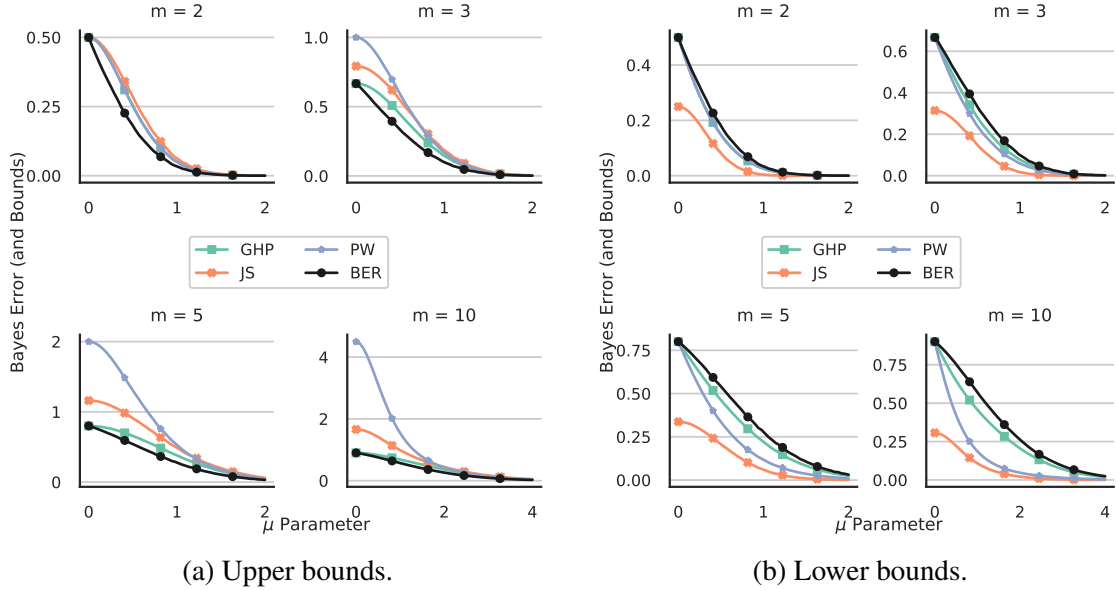 m = 2
m = 3
0.50
0.25
0.00
0 1 2
1.0
0.5
0.0
0 1 2
GHP
JS
PW
BER
Bayes Error (and Bounds)
m = 5
m = 10
2
1
0
0 1 2
4
2
0
0 2 4
μ Parameter
(a) Upper bounds.
m = 2
m = 3
0.4
0.2
0.0
0 1 2
0.6
0.4
0.2
0.0
0 1 2
GHP
JS
PW
BER
Bayes Error (and Bounds)
m = 5
m = 10
0.75
0.50
0.25
0.00
0 1 2
0.75
0.50
0.25
0.00
0 2 4
μ Parameter
(b) Lower bounds.